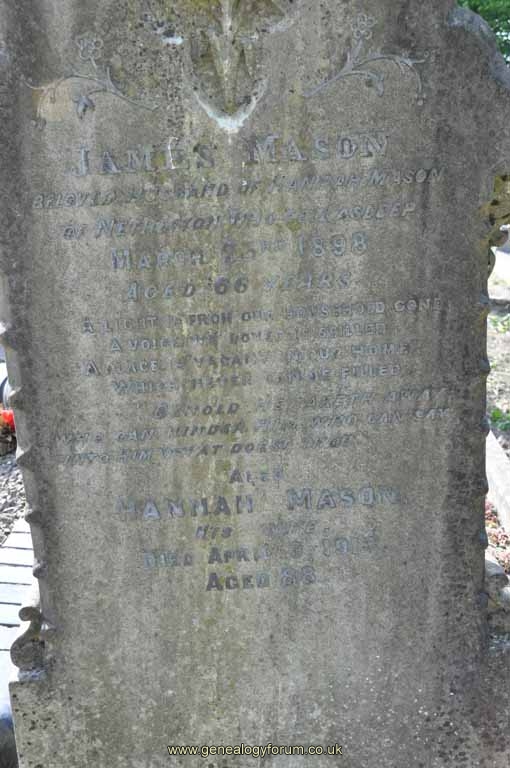 JAMES MASON
BELOVED HUSBAND OF HANNAH MASON
OF NETHERTON WHO FELL ASLEEP
MARCH 1898
AGED 66 YEARS
A LIGHT IS FROM OUR HOUSEHOLD GONE
A VOICE WE LOVED IS STILLED
A PLACE IS VACANT IN OUR HOME
WHICH NEVER CAN BE FILLED
BEHOLD HE TAKETH AWAY
WHO CAN HINDER HIM WHO CAN SAY
UNTO HIM WHAT DOEST THOU
ALSO
HANNAH MASON
HIS WIFE
DIED APRIL
AGED 88
www.genealogyforum.co.uk